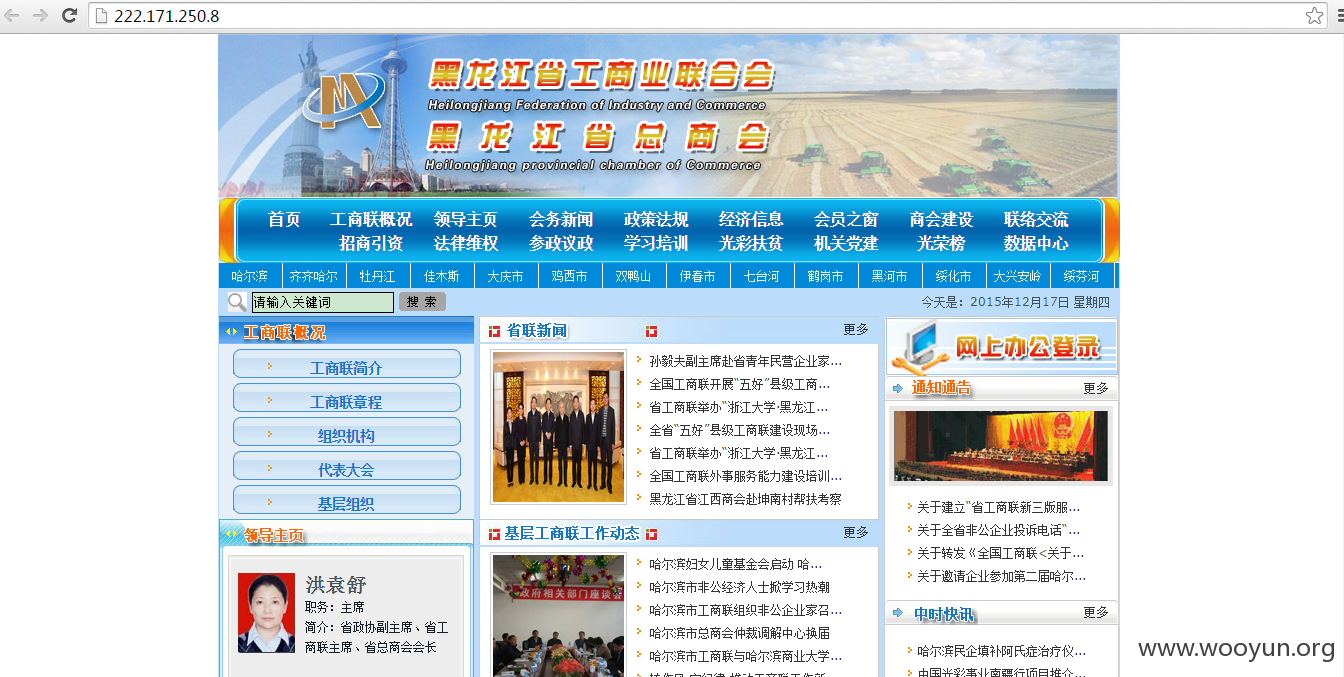 222.171.250.8
黑龙江省工商业联合会
Heilongjiang Federation of Industry and Commerce
黑龙江省总商会
Heilongjiang provincial chamber of Commerce
首页 工商联概况 领导主页 会务新闻 政策法规 经济信息 会员之窗 商会建设 联络交流
招商引资 法律维权 参政议政 学习培训 光彩扶贫 机关党建 光荣榜 数据中心
哈尔滨 齐齐哈尔 牡丹江 佳木斯 大庆市 鸡西市 双鸭山 伊春市 七台河 鹤岗市 黑河市 绥化市 大兴安岭 绥芬河
请输入关键词 搜 索 今天是：2015年12月17日 星期四
工商联概况
工商联简介
工商联章程
组织机构
代表大会
基层组织
领导主页
洪袁舒
职务：主席
简介：省政协副主席、省工
商联主席、省总商会会长
省联新闻 更多
孙毅夫副主席赴省青年民营企业家...
全国工商联开展“五好”县级工商...
省工商联举办“浙江大学·黑龙江...
全省“五好”县级工商联建设现场...
省工商联举办“浙江大学·黑龙江...
全国工商联外事服务能力建设培训...
黑龙江省江西商会赴坤南村帮扶考察
基层工商联工作动态 更多
政府相关部门座谈会
哈尔滨妇女儿童基金会启动 哈...
哈尔滨市非公经济人士掀学习热潮
哈尔滨市工商联组织非公企业家召...
哈尔滨市总商会仲裁调解中心换届
哈尔滨市工商联与哈尔滨商业大学...
网上办公登录
通知通告 更多
关于建立“省工商联新三版服...
关于全省非公企业投诉电话“...
关于转发《全国工商联<关于...
关于邀请企业参加第二届哈尔...
中时快讯 更多
哈尔滨民企填补阿氏症治疗仪...
中国光彩事业南疆行项目推介...
www.wooyun.org